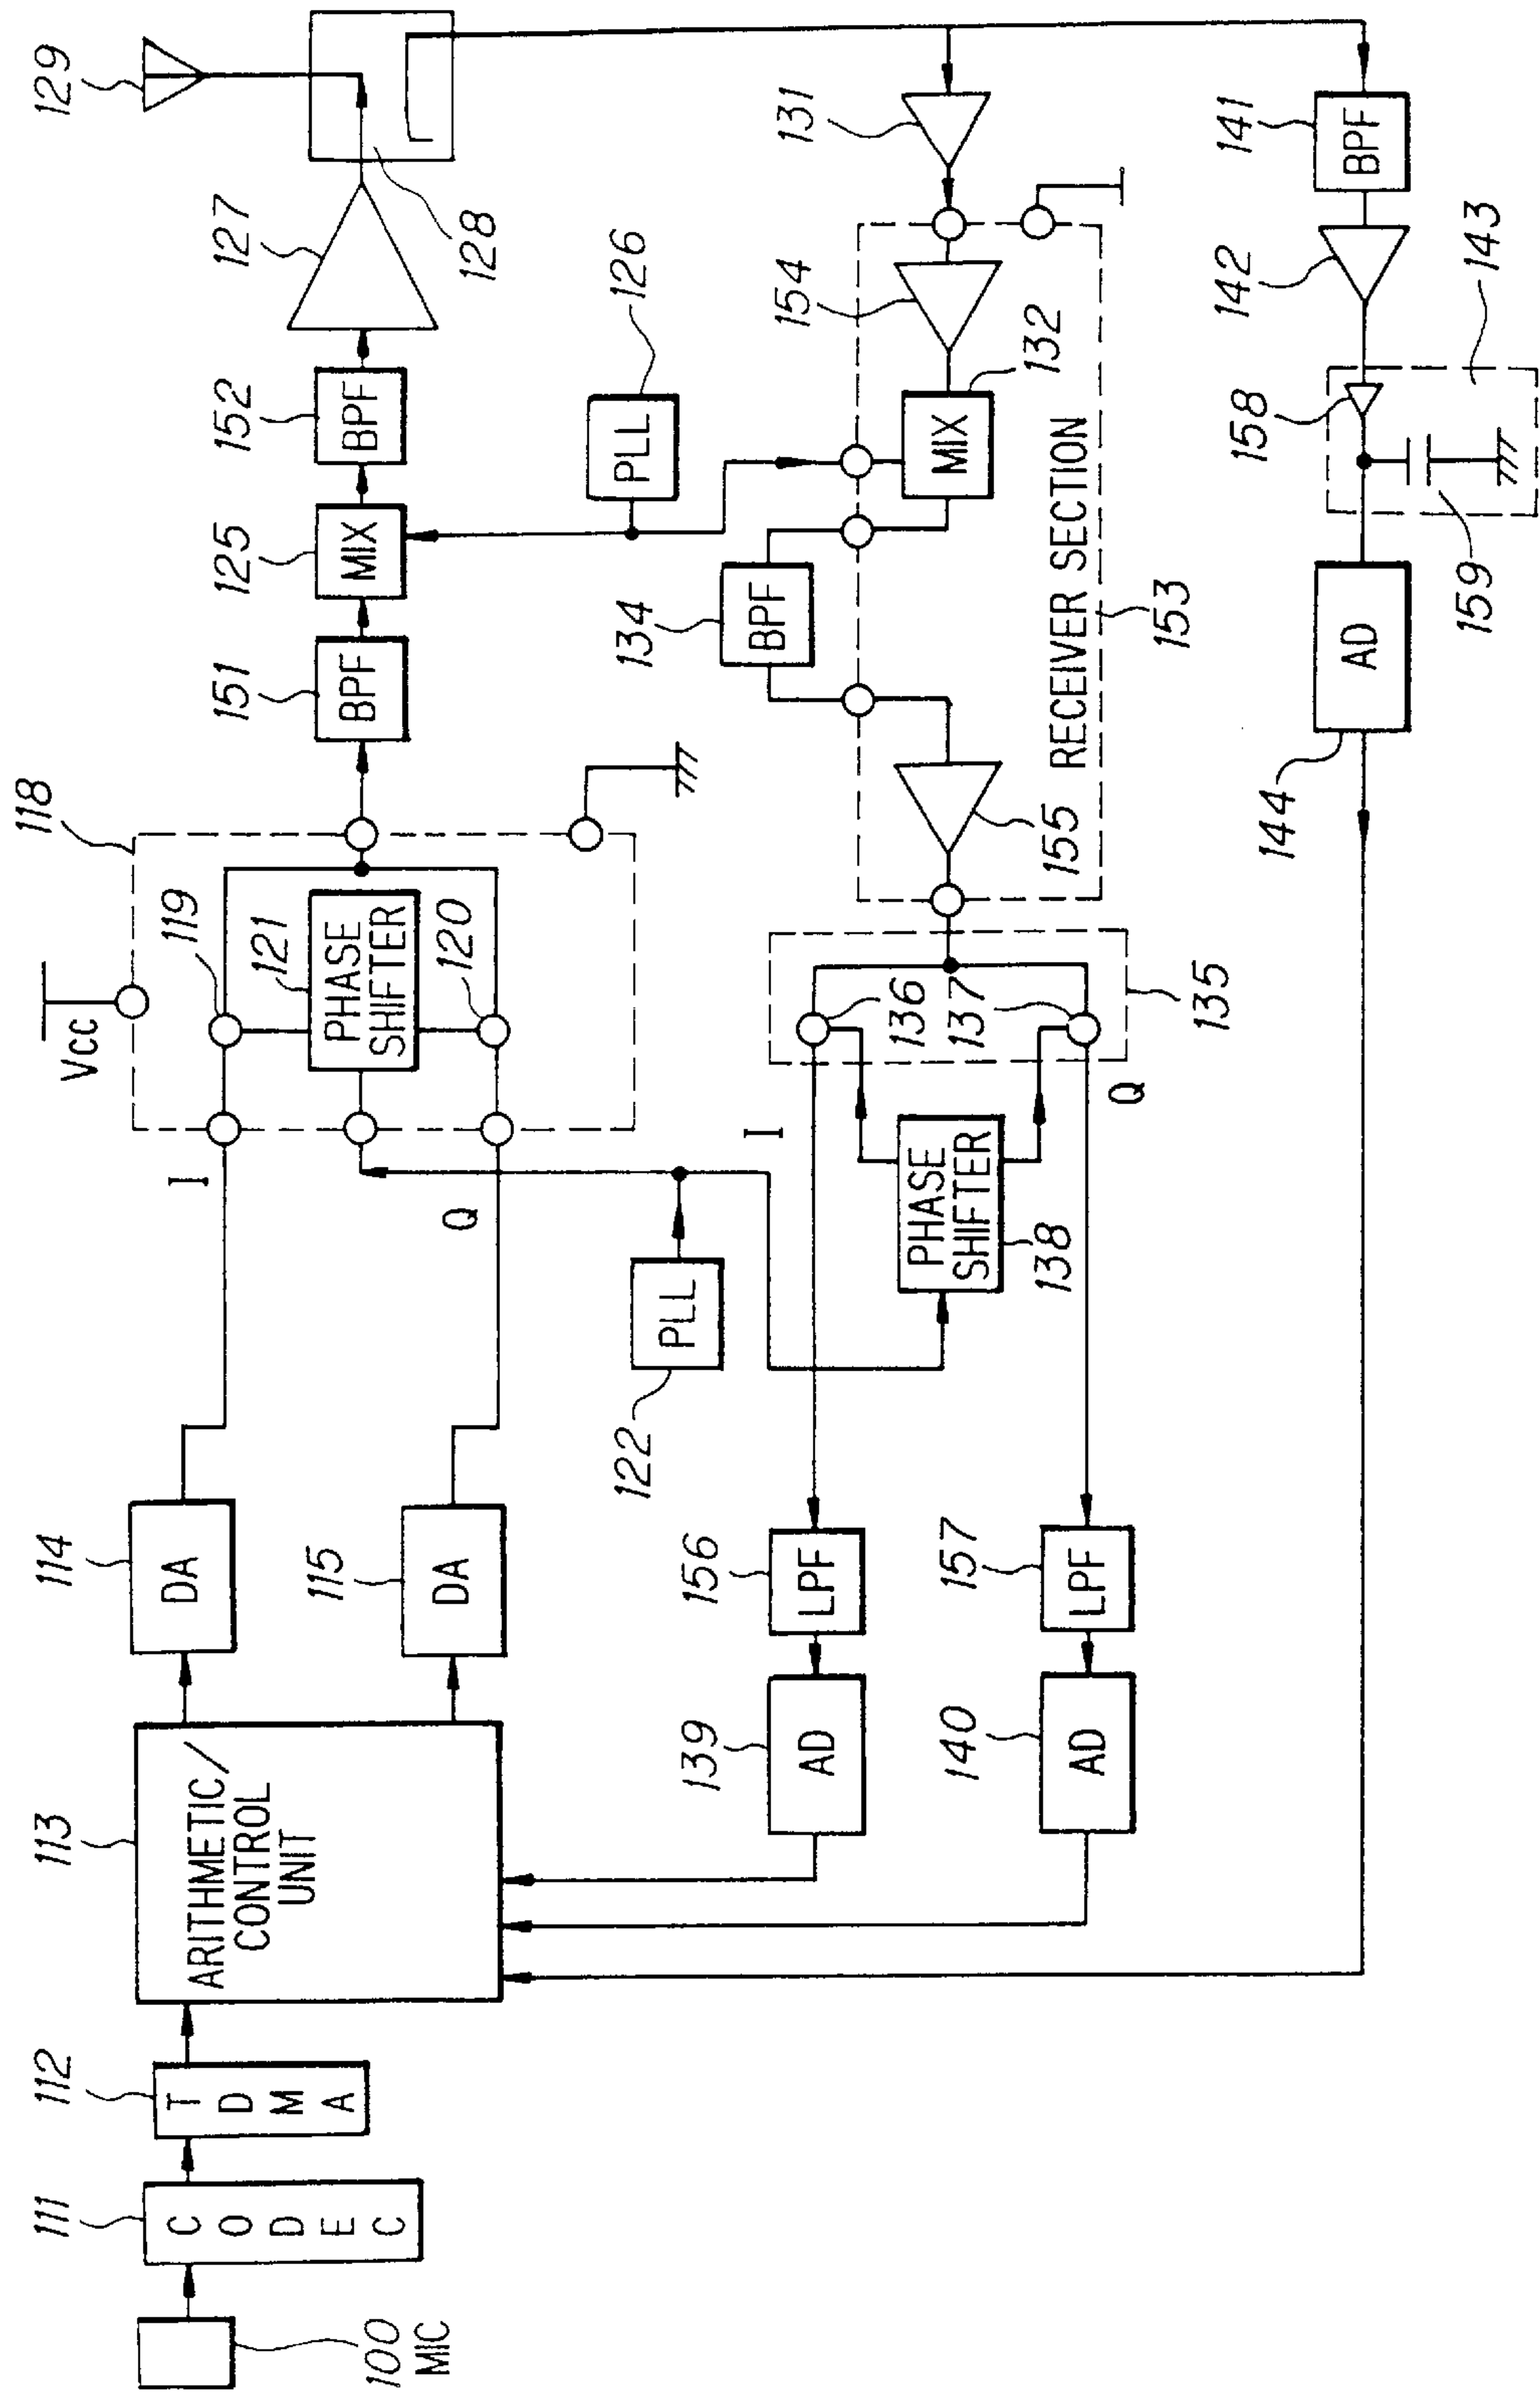 100
MIC
111
CODEC
112
TDMA
113
ARITHMETIC/
CONTROL
UNIT
114
DA
115
DA
I
Q
118
Vcc
119
121
PHASE
SHIFTER
120
151
BPF
125
MIX
152
BPF
127
128
129
122
PLL
126
PLL
131
154
132
MIX
134
BPF
155
RECEIVER SECTION
153
135
136
137
I
Q
PHASE
SHIFTER
138
156
LPF
157
LPF
139
AD
140
AD
141
BPF
142
143
158
159
144
AD